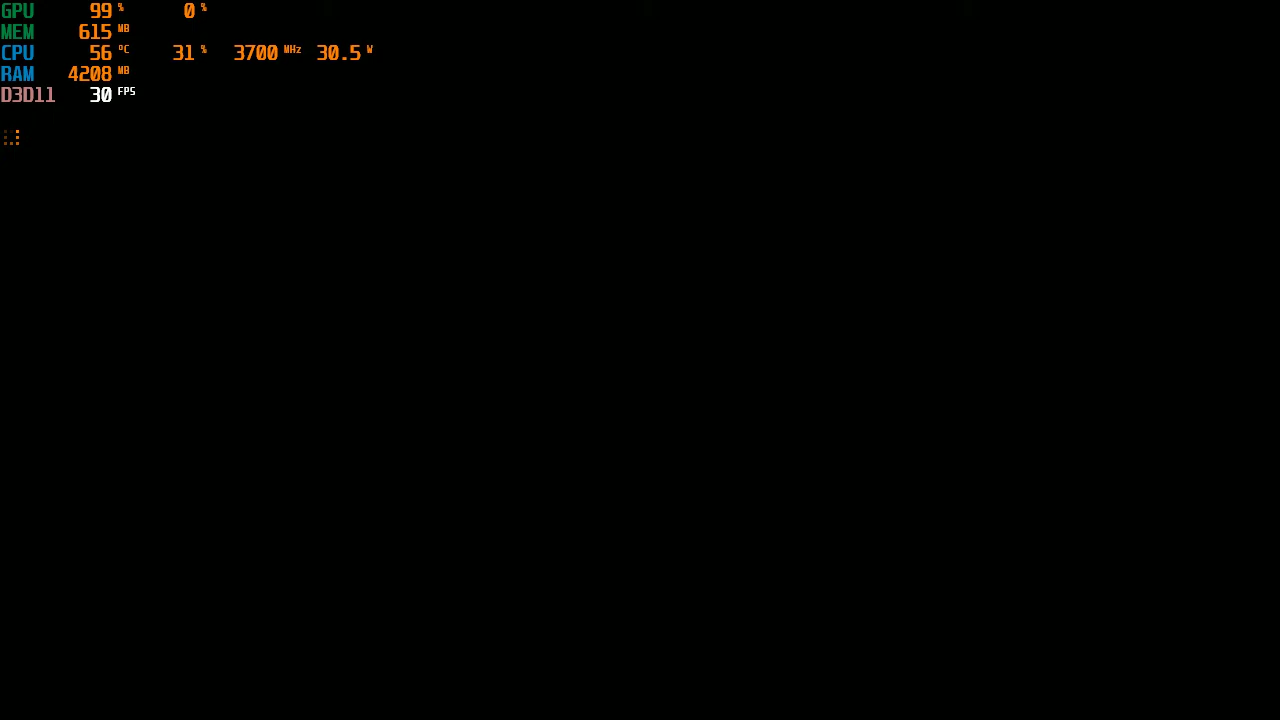 GPU 99 % 0 %
MEM 615 MB
CPU 56 °C 31 % 3700 MHz 30.5 W
RAM 4208 MB
D3D11 30 FPS